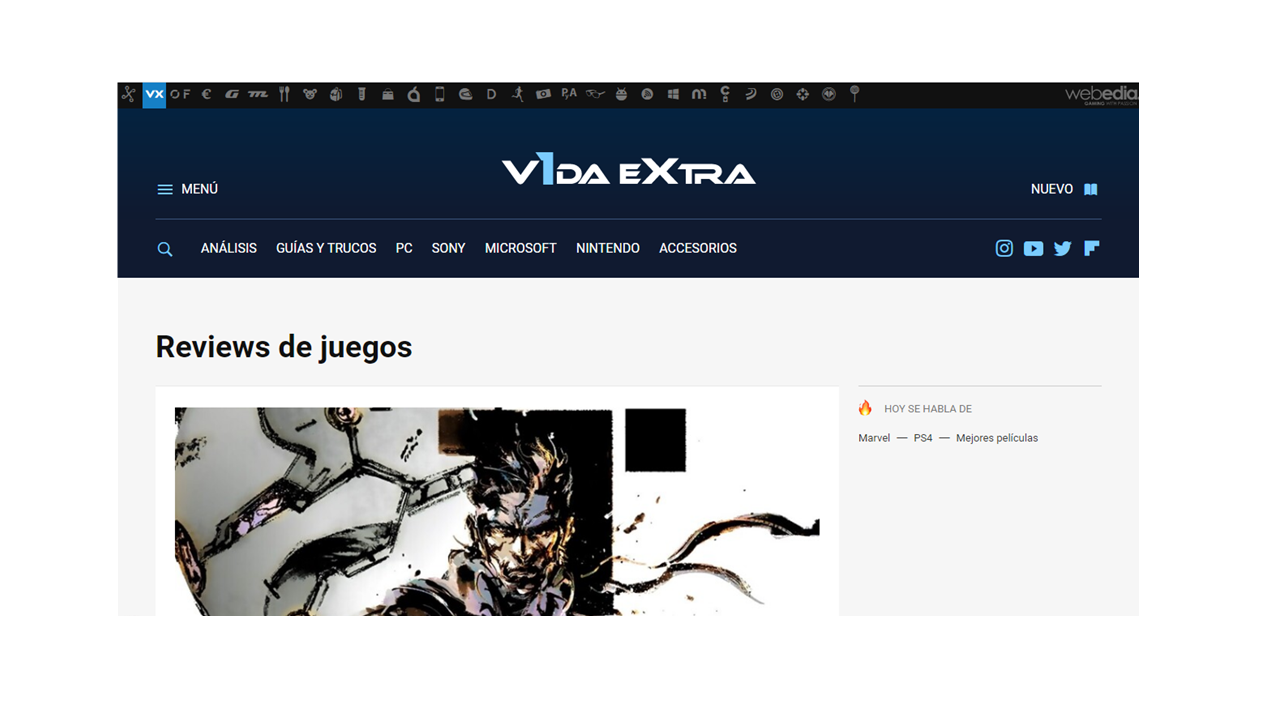 VX OF € G D P,A
webedia.
GAMING WITH PASSION
V1DA EXTRA
MENÚ
NUEVO
ANÁLISIS GUÍAS Y TRUCOS PC SONY MICROSOFT NINTENDO ACCESORIOS
Reviews de juegos
HOY SE HABLA DE
Marvel — PS4 — Mejores películas